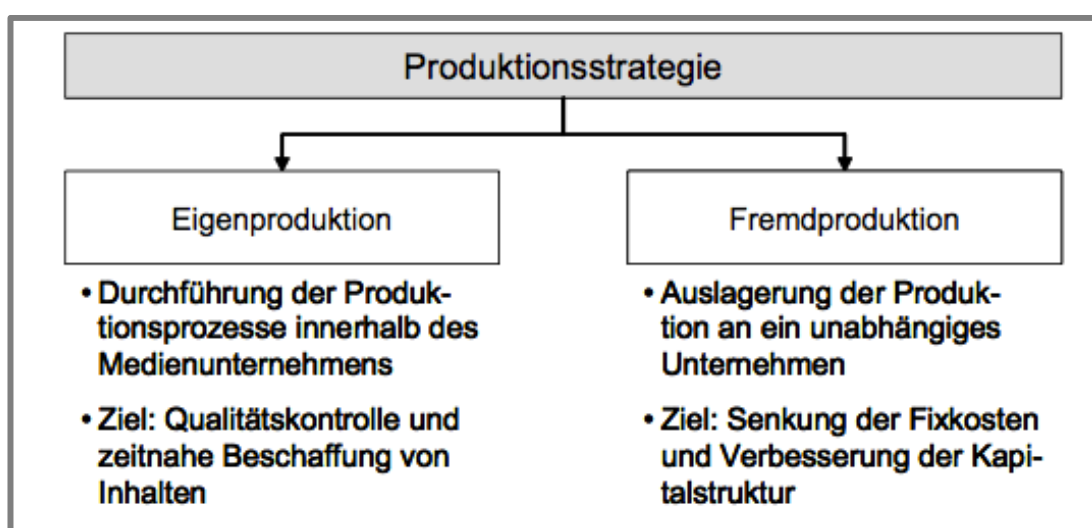 Produktionsstrategie
Eigenproduktion
• Durchführung der Produk-
tionsprozesse innerhalb des
Medienunternehmens
• Ziel: Qualitätskontrolle und
zeitnahe Beschaffung von
Inhalten
Fremdproduktion
• Auslagerung der Produk-
tion an ein unabhängiges
Unternehmen
• Ziel: Senkung der Fixkosten
und Verbesserung der Kapi-
talstruktur